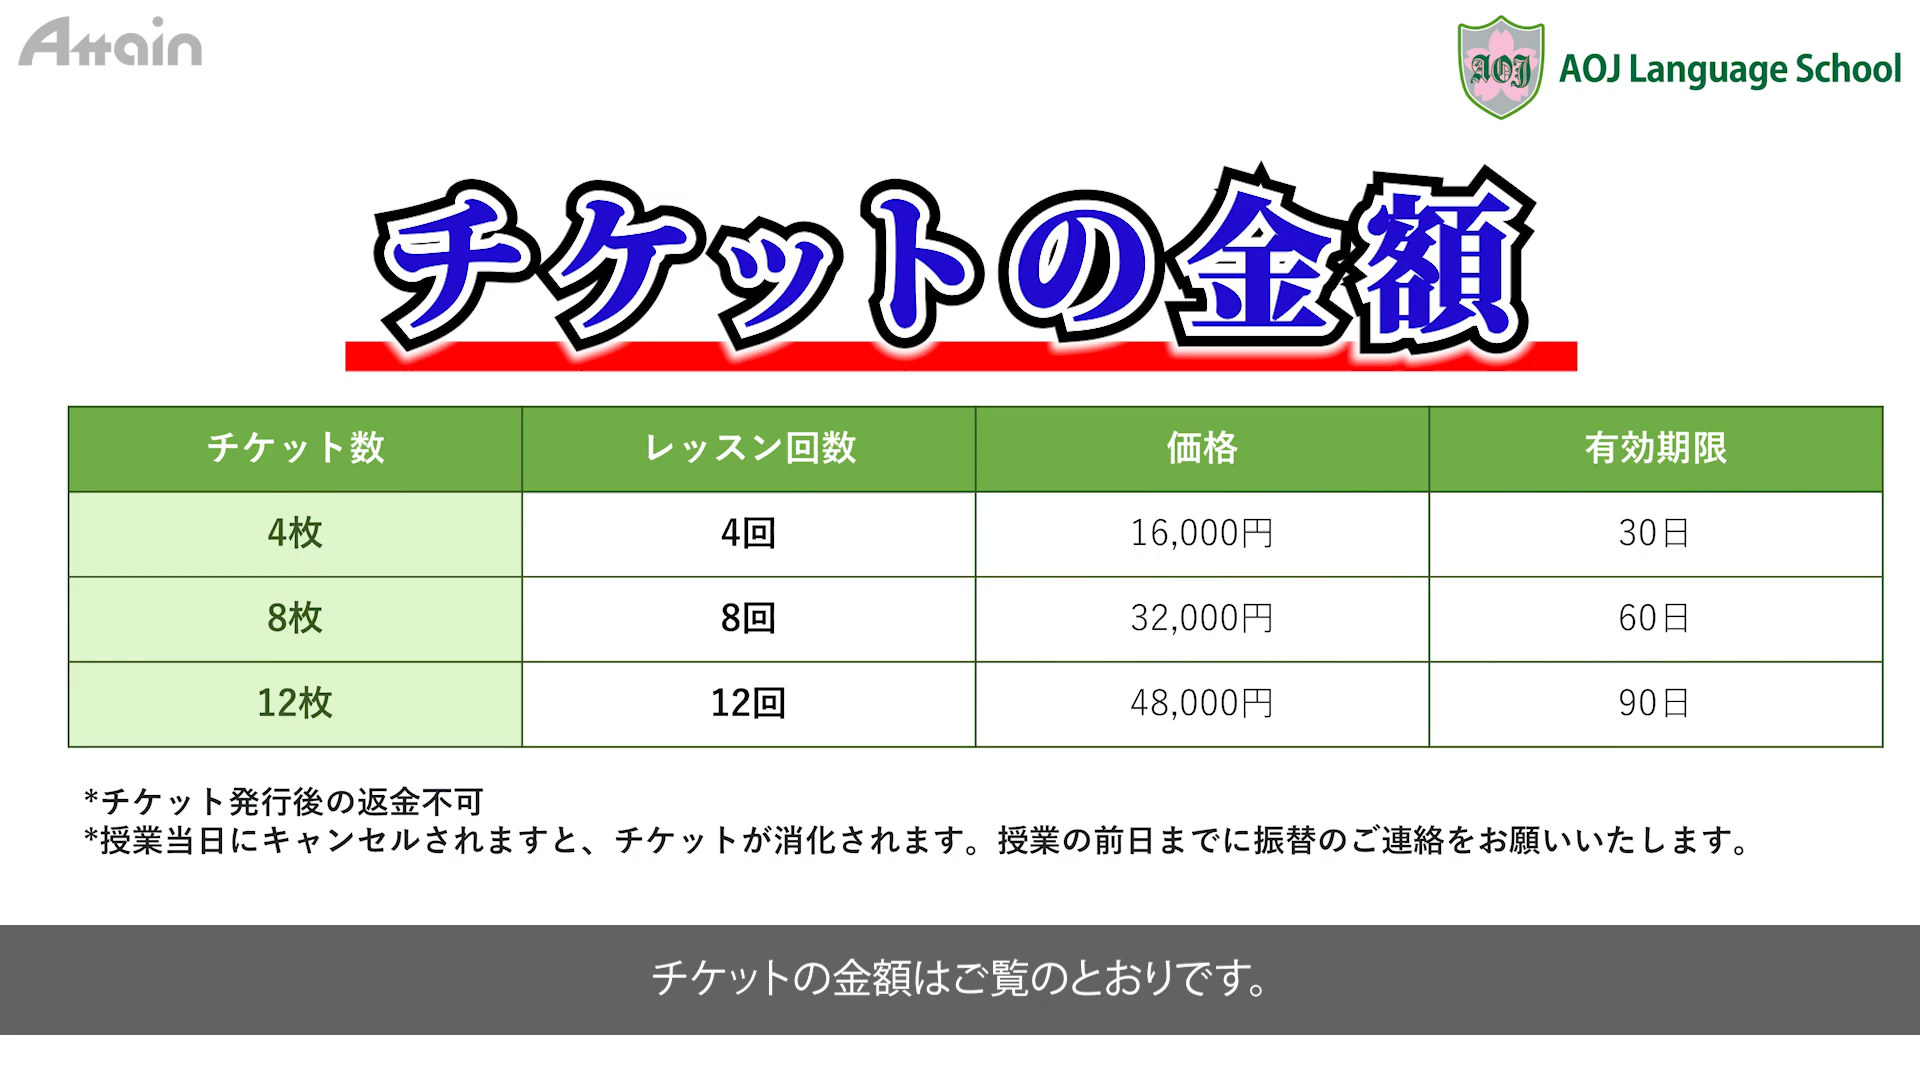 Attain
AOJ
AOJ Language School
チケットの金額
チケット数 レッスン回数 価格 有効期限
4枚 4回 16,000円 30日
8枚 8回 32,000円 60日
12枚 12回 48,000円 90日
*チケット発行後の返金不可
*授業当日にキャンセルされますと、チケットが消化されます。授業の前日までに振替のご連絡をお願いいたします。
チケットの金額はご覧のとおりです。